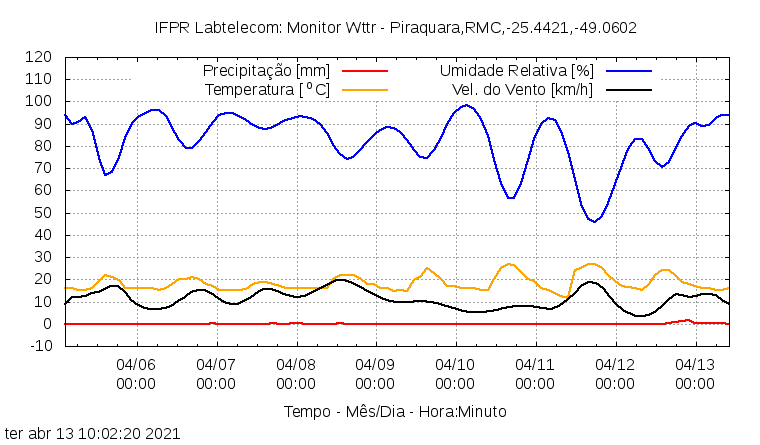 IFPR Labtelecom: Monitor Wttr - Piraquara,RMC,-25.4421,-49.0602
120
110
100
90
80
70
60
50
40
30
20
10
0
-10
Precipitação [mm]
Temperatura [ ⁰C]
Umidade Relativa [%]
Vel. do Vento [km/h]
04/06 04/07 04/08 04/09 04/10 04/11 04/12 04/13
00:00 00:00 00:00 00:00 00:00 00:00 00:00 00:00
Tempo - Mês/Dia - Hora:Minuto
ter abr 13 10:02:20 2021